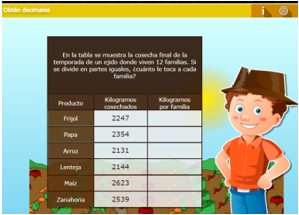 Obtén decimales
En la tabla se muestra la cosecha final de la
temporada de un ejido donde viven 12 familias. Si
se divide en partes iguales, ¿cuánto le toca a cada
familia?
Producto Kilogramos cosechados Kilogramos por familia
Frijol 2247
Papa 2354
Arroz 2131
Lenteja 2144
Maíz 2623
Zanahoria 2539